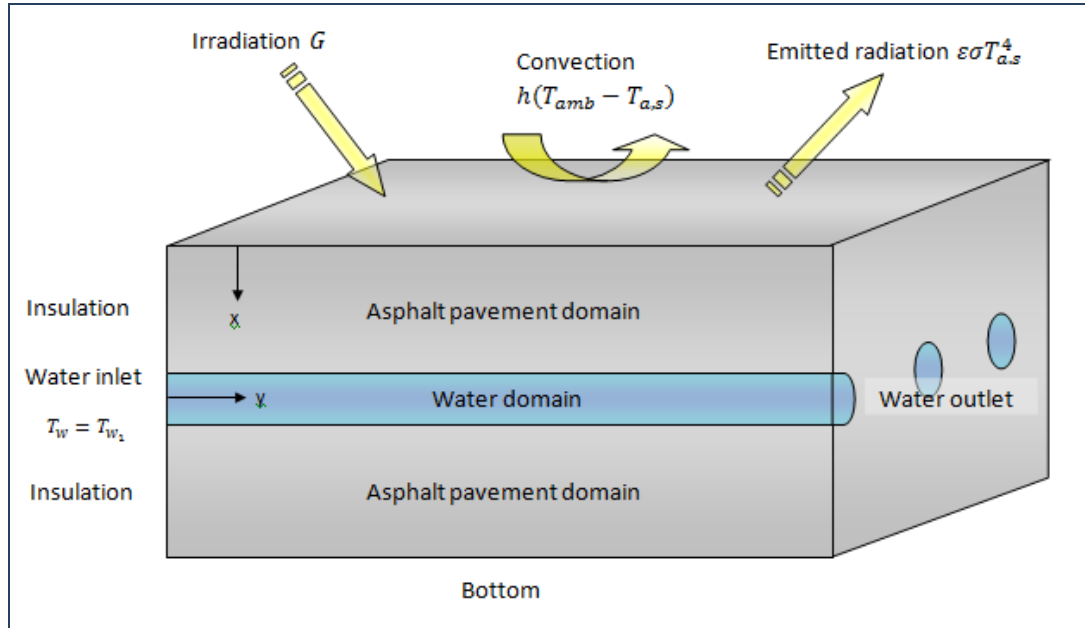 Irradiation G
Convection
h(T_amb − T_a,s)
Emitted radiation εσT_a,s^4
Insulation
x
Asphalt pavement domain
Water inlet
y
Water domain
Water outlet
T_w = T_w₁
Insulation
Asphalt pavement domain
Bottom